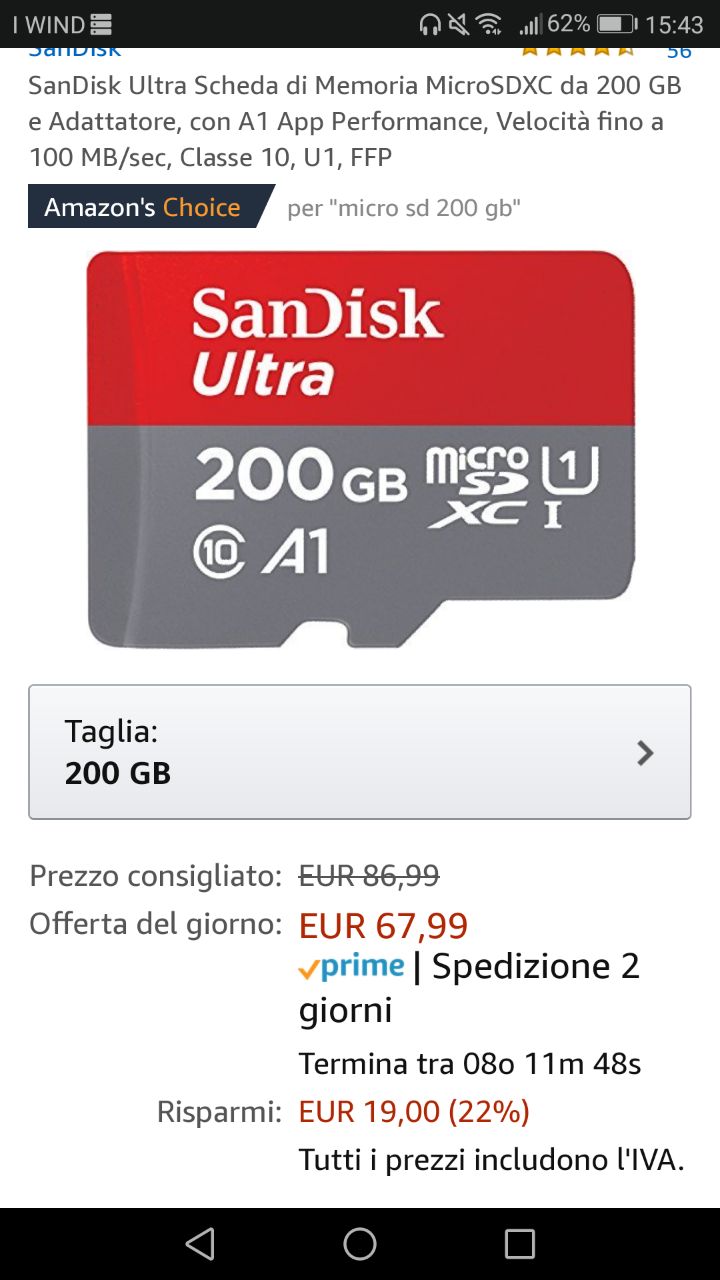 I WIND
62%
15:43
SanDisk
56
SanDisk Ultra Scheda di Memoria MicroSDXC da 200 GB
e Adattatore, con A1 App Performance, Velocità fino a
100 MB/sec, Classe 10, U1, FFP
Amazon's Choice per "micro sd 200 gb"
SanDisk
Ultra
200 GB micro SD XC I U1
10 A1
Taglia:
200 GB
Prezzo consigliato: EUR 86,99
Offerta del giorno: EUR 67,99
prime | Spedizione 2
giorni
Termina tra 08o 11m 48s
Risparmi: EUR 19,00 (22%)
Tutti i prezzi includono l'IVA.